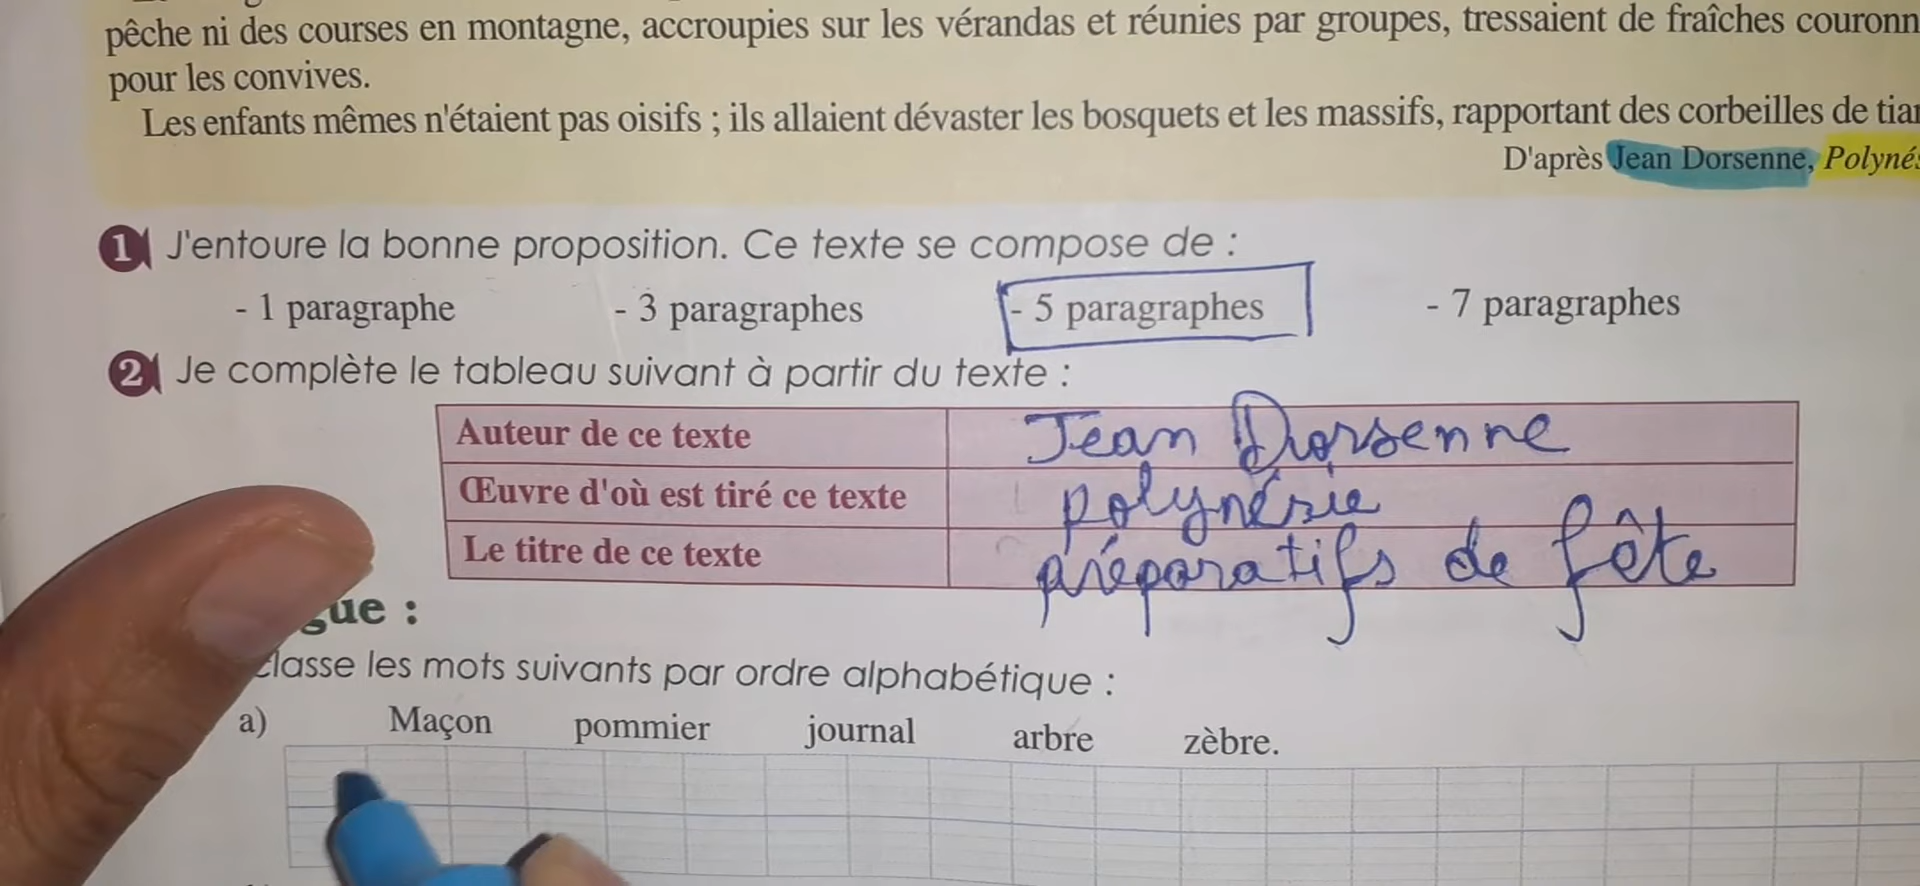 pêche ni des courses en montagne, accroupies sur les vérandas et réunies par groupes, tressaient de fraîches couronn
pour les convives.
Les enfants mêmes n'étaient pas oisifs ; ils allaient dévaster les bosquets et les massifs, rapportant des corbeilles de tiar
D'après Jean Dorsenne, Polynés
1 J'entoure la bonne proposition. Ce texte se compose de :
- 1 paragraphe - 3 paragraphes - 5 paragraphes - 7 paragraphes
2 Je complète le tableau suivant à partir du texte :
Auteur de ce texte Jean Dorsenne
Œuvre d'où est tiré ce texte polynésie
Le titre de ce texte préparatifs de fête
gue :
classe les mots suivants par ordre alphabétique :
a) Maçon pommier journal arbre zèbre.